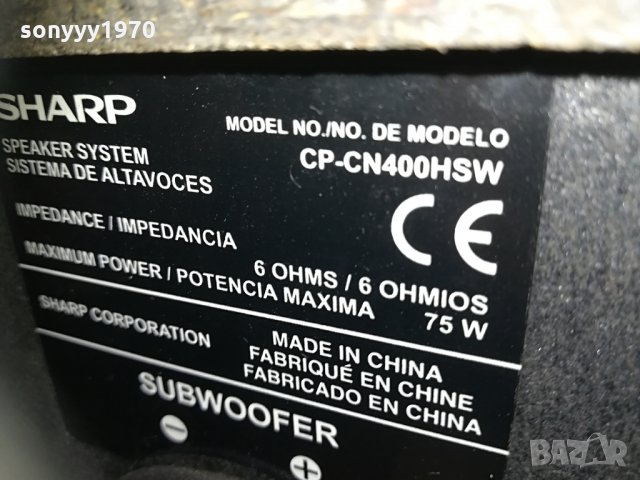 sonyyy1970
SHARP
MODEL NO./NO. DE MODELO
SPEAKER SYSTEM
CP-CN400HSW
SISTEMA DE ALTAVOCES
CE
IMPEDANCE / IMPEDANCIA
6 OHMS / 6 OHMIOS
MAXIMUM POWER / POTENCIA MAXIMA
75 W
SHARP CORPORATION
MADE IN CHINA
FABRIQUÉ EN CHINE
FABRICADO EN CHINA
SUBWOOFER
− +
BAZAR